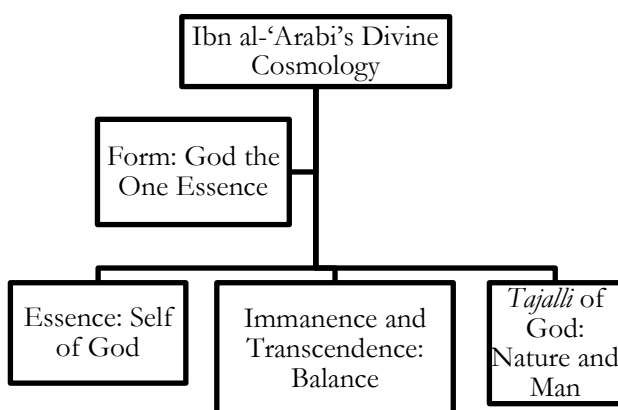 Ibn al-‘Arabi’s Divine
Cosmology
Form: God the
One Essence
Essence: Self
of God
Immanence and
Transcendence:
Balance
Tajalli of
God:
Nature and
Man